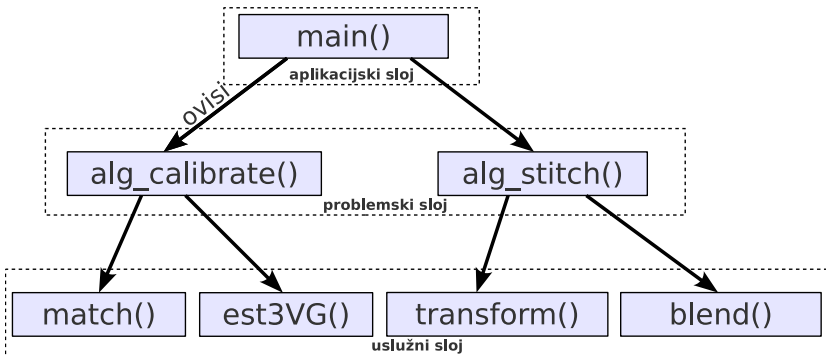 main()
aplikacijski sloj
ovisi
alg_calibrate()
alg_stitch()
problemski sloj
match()
est3VG()
transform()
blend()
uslužni sloj